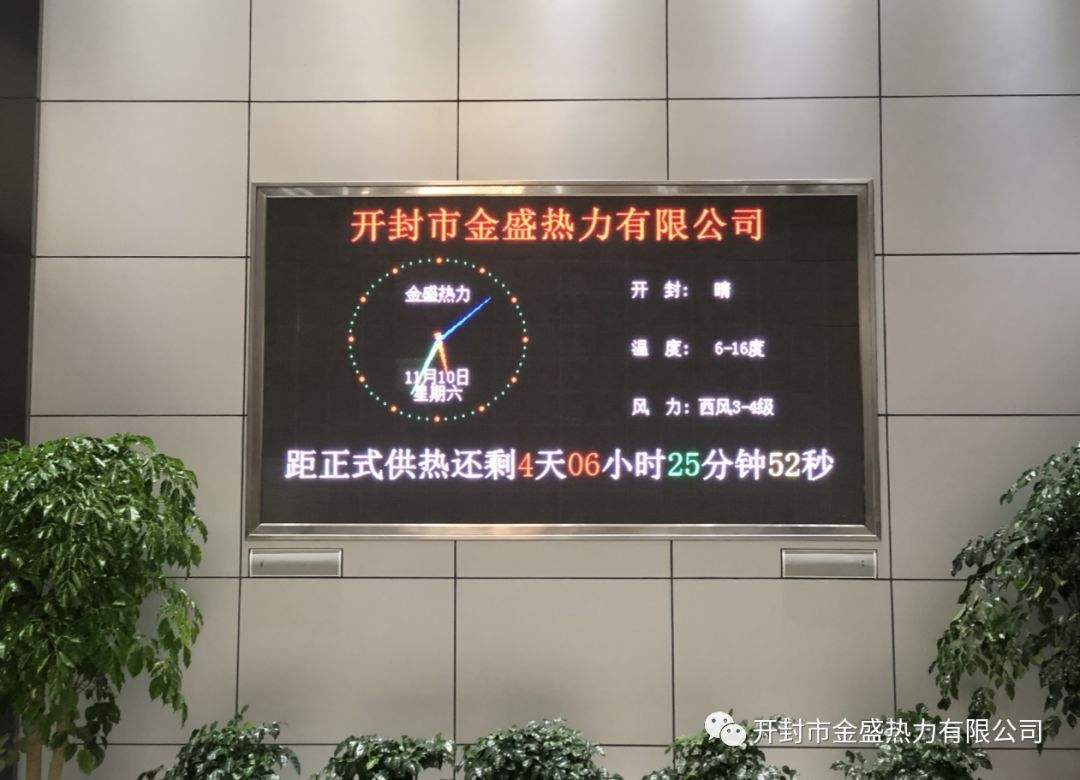 开封市金盛热力有限公司
金盛热力
11月10日
星期六
开 封: 晴
温 度: 6-16度
风 力: 西风3-4级
距正式供热还剩4天06小时25分钟52秒
开封市金盛热力有限公司